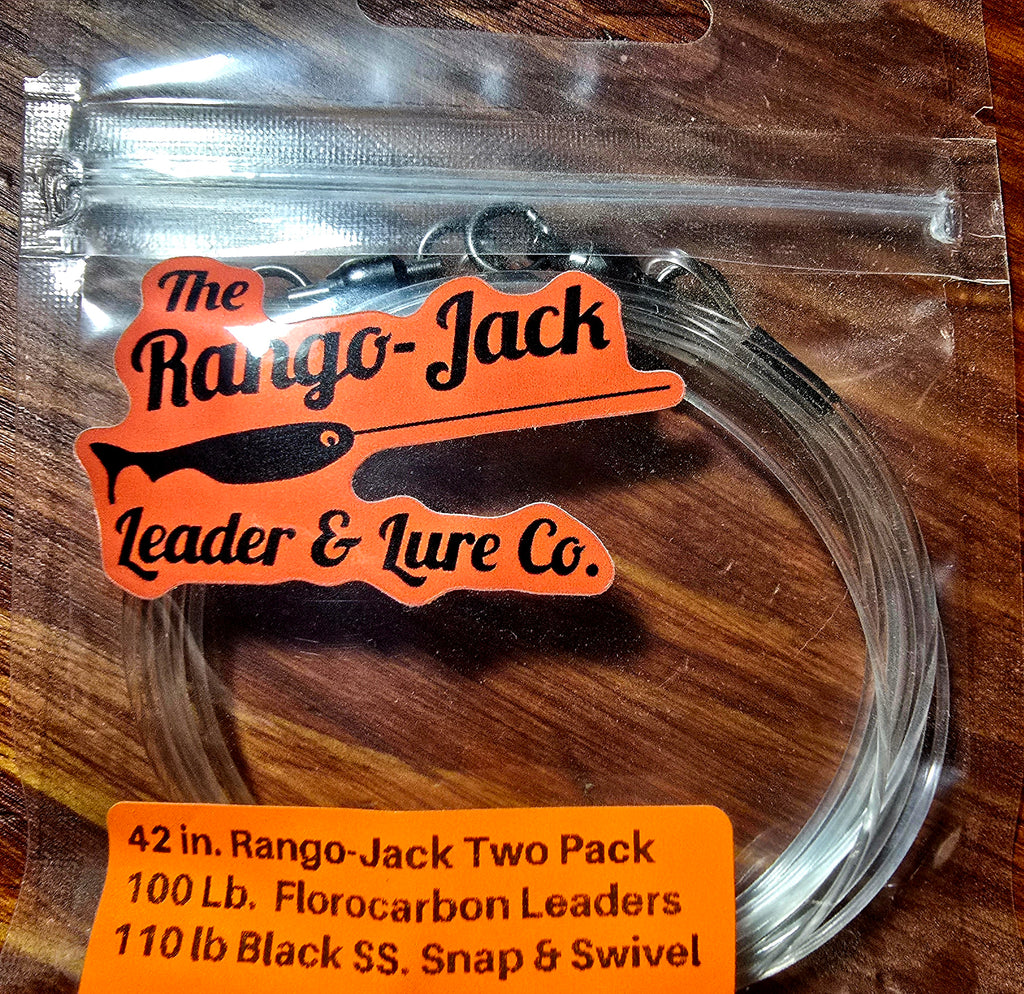 The
Rango-Jack
Leader & Lure Co.
42 in. Rango-Jack Two Pack
100 Lb. Florocarbon Leaders
110 lb Black SS. Snap & Swivel